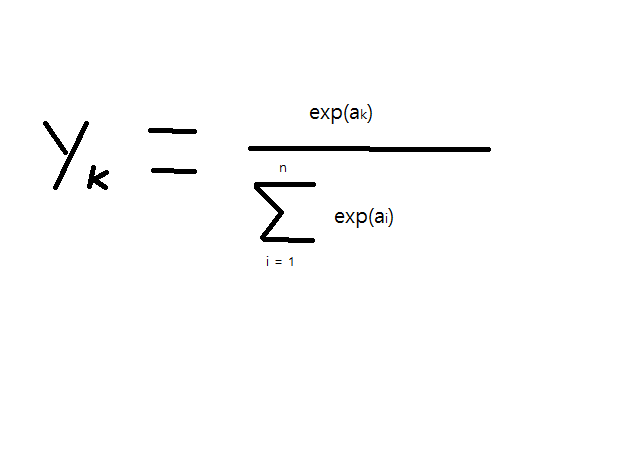 yk = exp(ak)
n
∑ exp(ai)
i = 1